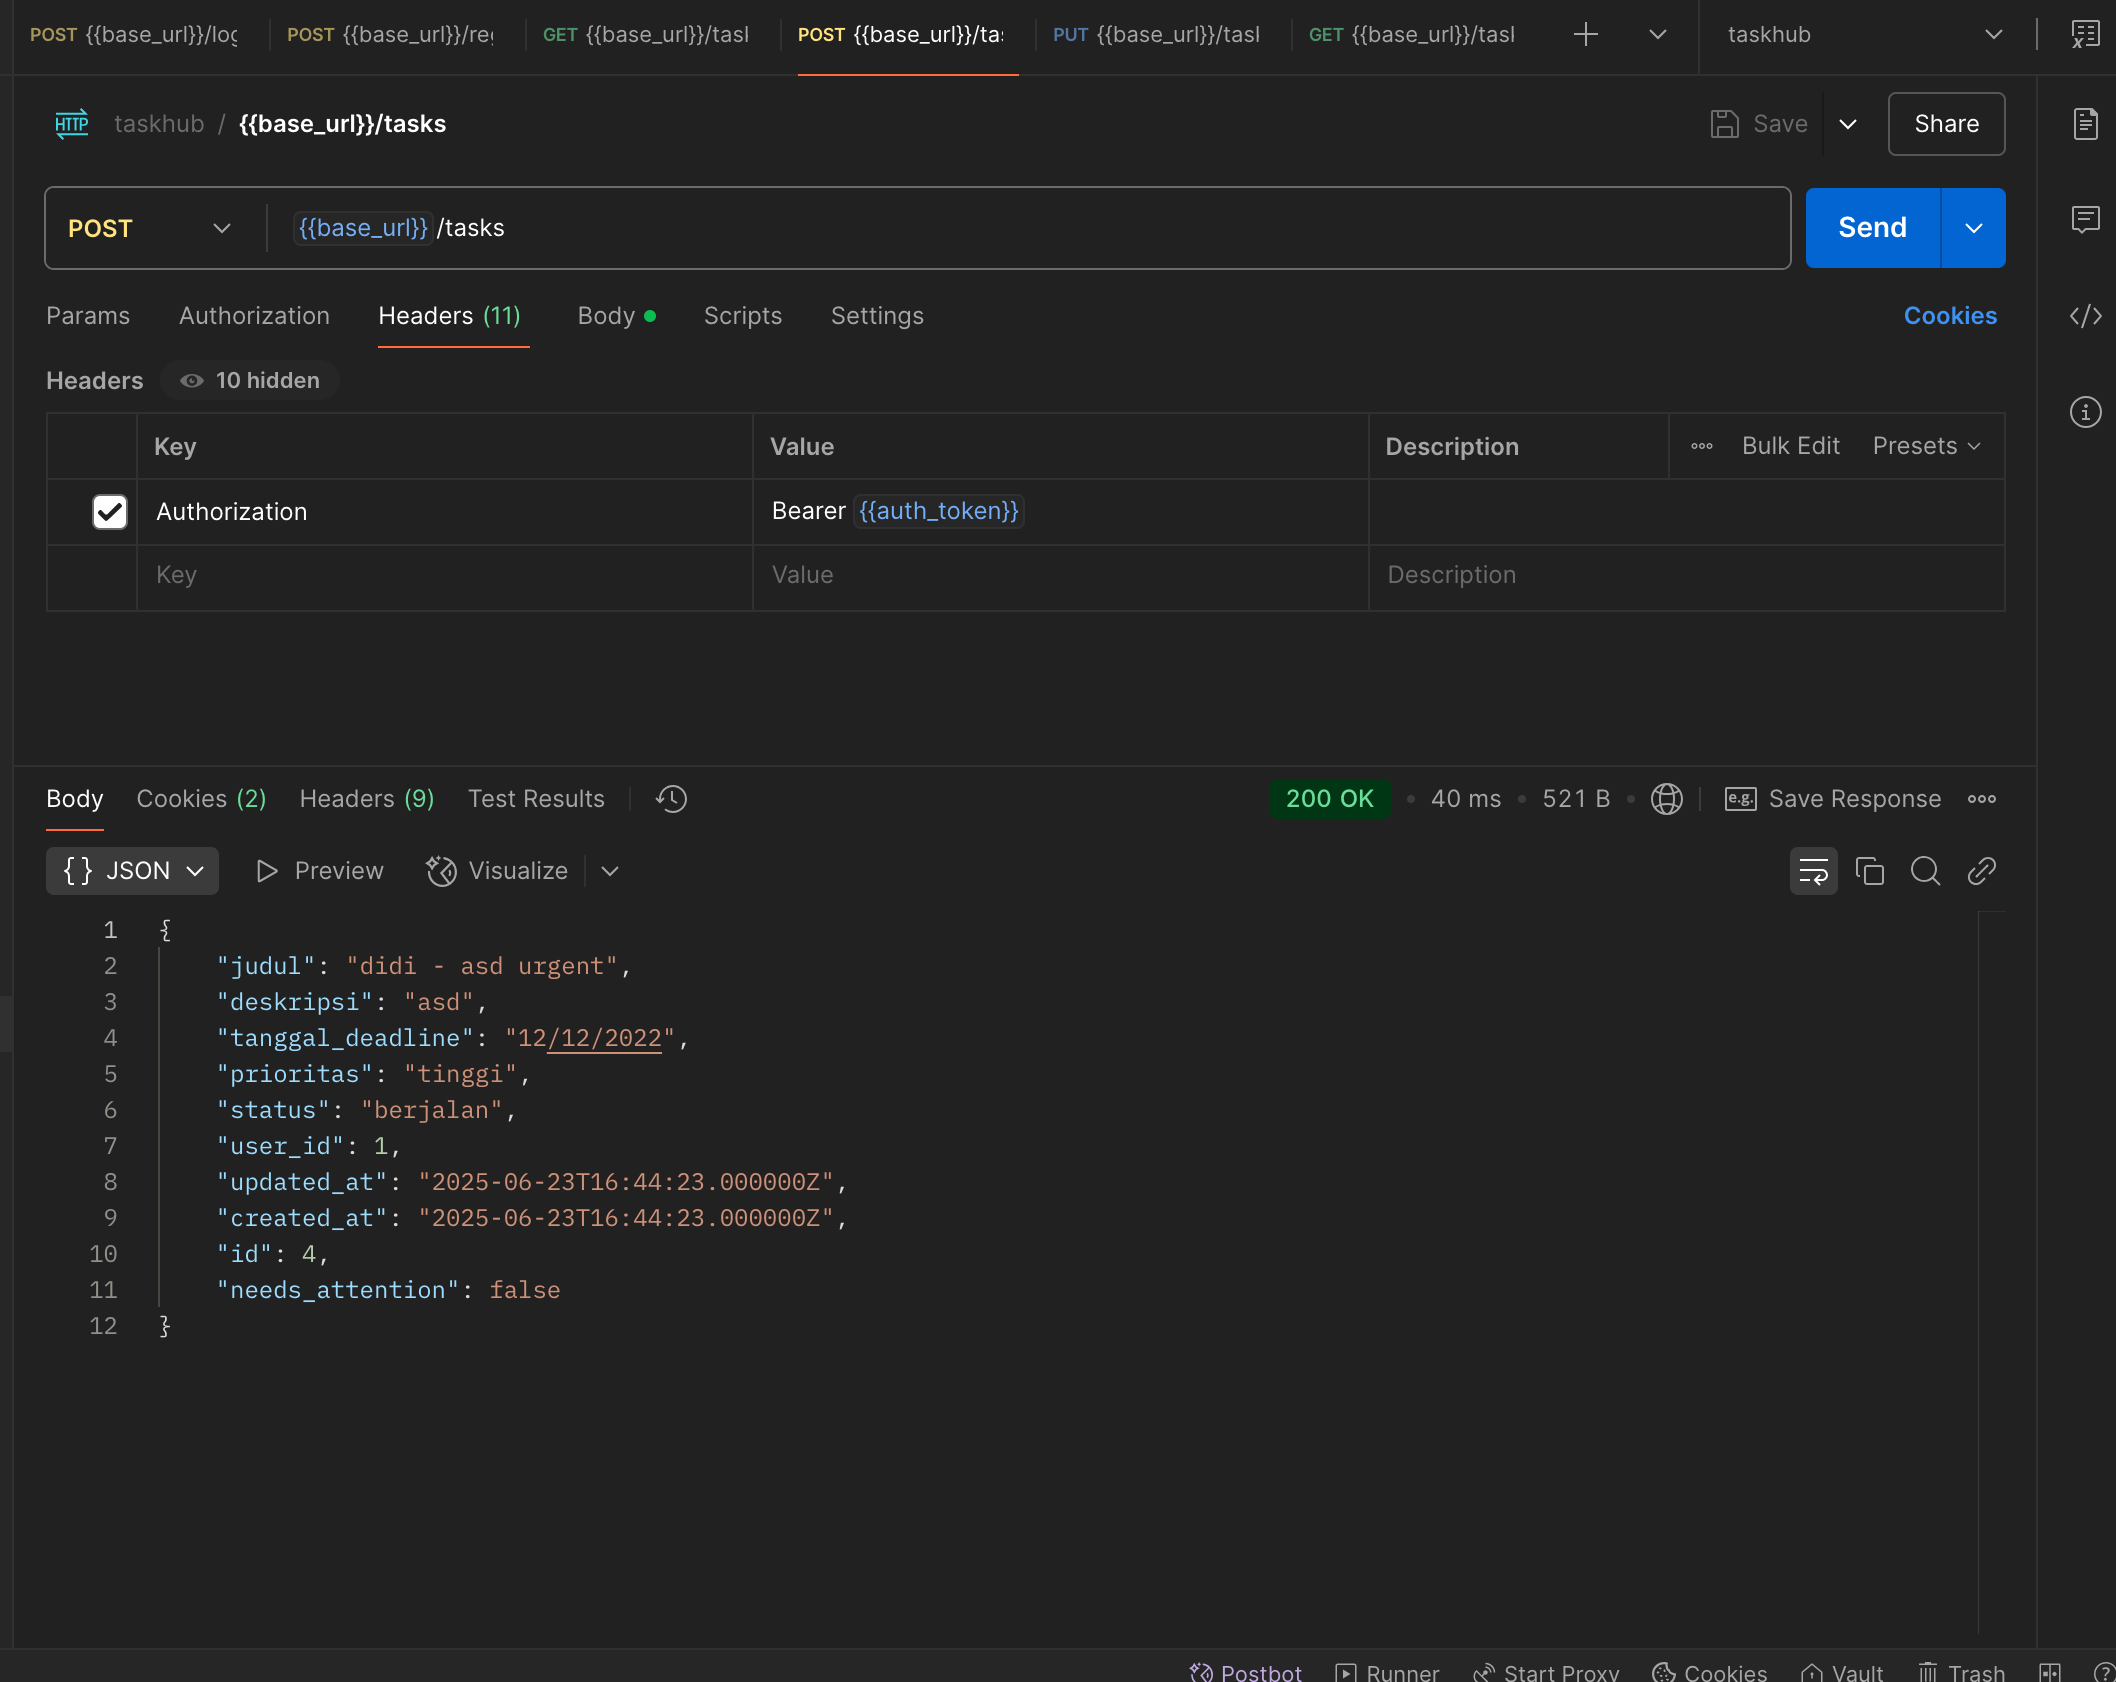 POST {{base_url}}/log
POST {{base_url}}/reg
GET {{base_url}}/task
POST {{base_url}}/tas
PUT {{base_url}}/task
GET {{base_url}}/task
taskhub
HTTP taskhub / {{base_url}}/tasks
Save
Share
POST
{{base_url}}/tasks
Send
Params
Authorization
Headers (11)
Body
Scripts
Settings
Cookies
Headers
10 hidden
Key
Value
Description
Bulk Edit
Presets
Authorization
Bearer {{auth_token}}
Key
Value
Description
Body
Cookies (2)
Headers (9)
Test Results
200 OK
40 ms
521 B
e.g. Save Response
{} JSON
Preview
Visualize
1 {
2 "judul": "didi - asd urgent",
3 "deskripsi": "asd",
4 "tanggal_deadline": "12/12/2022",
5 "prioritas": "tinggi",
6 "status": "berjalan",
7 "user_id": 1,
8 "updated_at": "2025-06-23T16:44:23.000000Z",
9 "created_at": "2025-06-23T16:44:23.000000Z",
10 "id": 4,
11 "needs_attention": false
12 }
Postbot
Runner
Start Proxy
Cookies
Vault
Trash